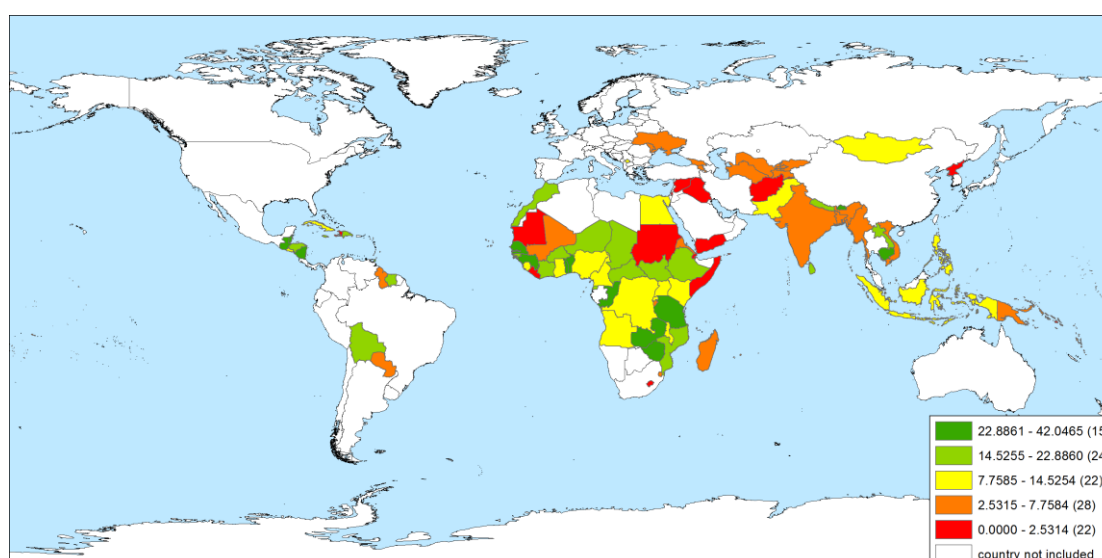 22.8861 - 42.0465 (15
14.5255 - 22.8860 (24
7.7585 - 14.5254 (22)
2.5315 - 7.7584 (28)
0.0000 - 2.5314 (22)
country not included